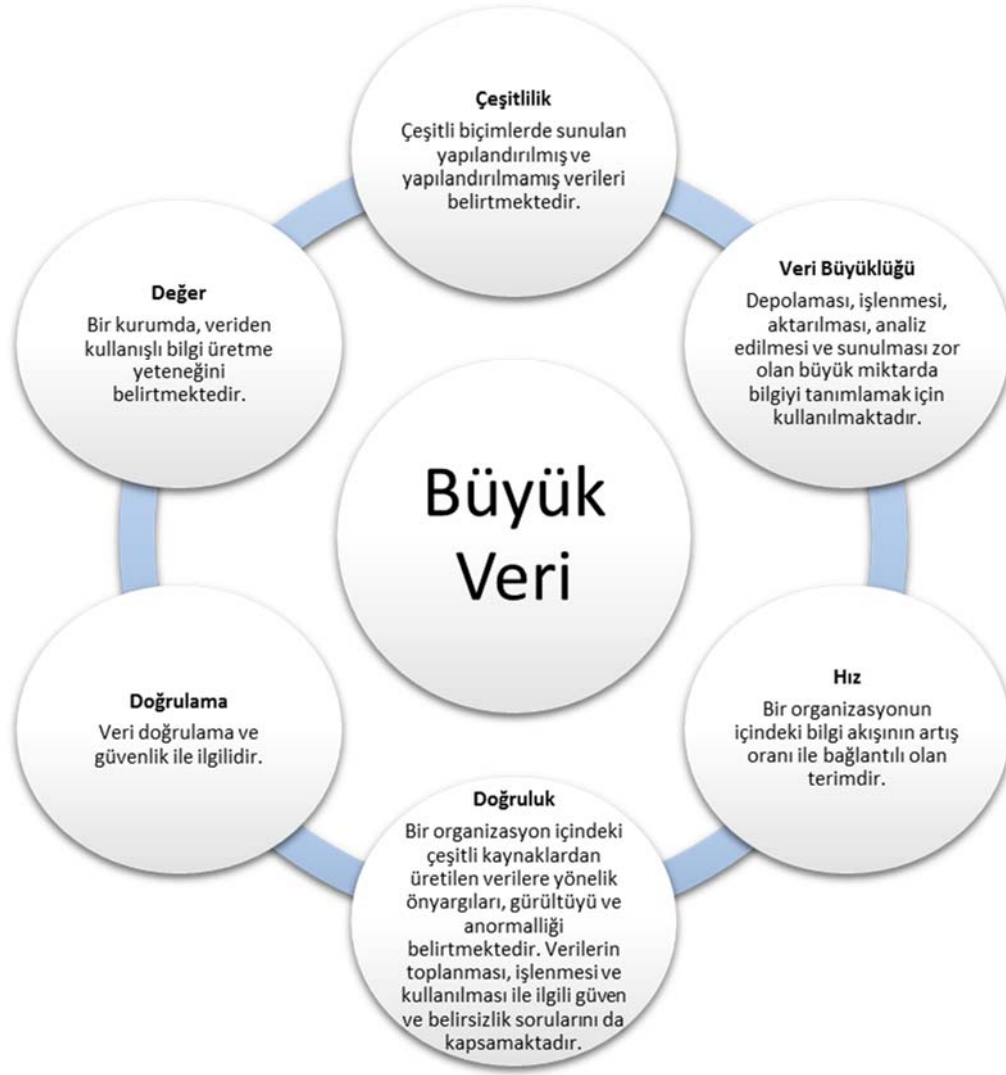 Çeşitlilik
Çeşitli biçimlerde sunulan
yapılandırılmış ve
yapılandırılmamış verileri
belirtmektedir.
Veri Büyüklüğü
Depolaması, işlenmesi,
aktarılması, analiz
edilmesi ve sunulması zor
olan büyük miktarda
bilgiyi tanımlamak için
kullanılmaktadır.
Hız
Bir organizasyonun
içindeki bilgi akışının artış
oranı ile bağlantılı olan
terimdir.
Doğruluk
Bir organizasyon içindeki
çeşitli kaynaklardan
üretilen verilere yönelik
önyargıları, gürültüyü ve
anormalliği
belirtmektedir. Verilerin
toplanması, işlenmesi ve
kullanılması ile ilgili güven
ve belirsizlik sorularını da
kapsamaktadır.
Doğrulama
Veri doğrulama ve
güvenlik ile ilgilidir.
Değer
Bir kurumda, veriden
kullanışlı bilgi üretme
yeteneğini
belirtmektedir.
Büyük
Veri